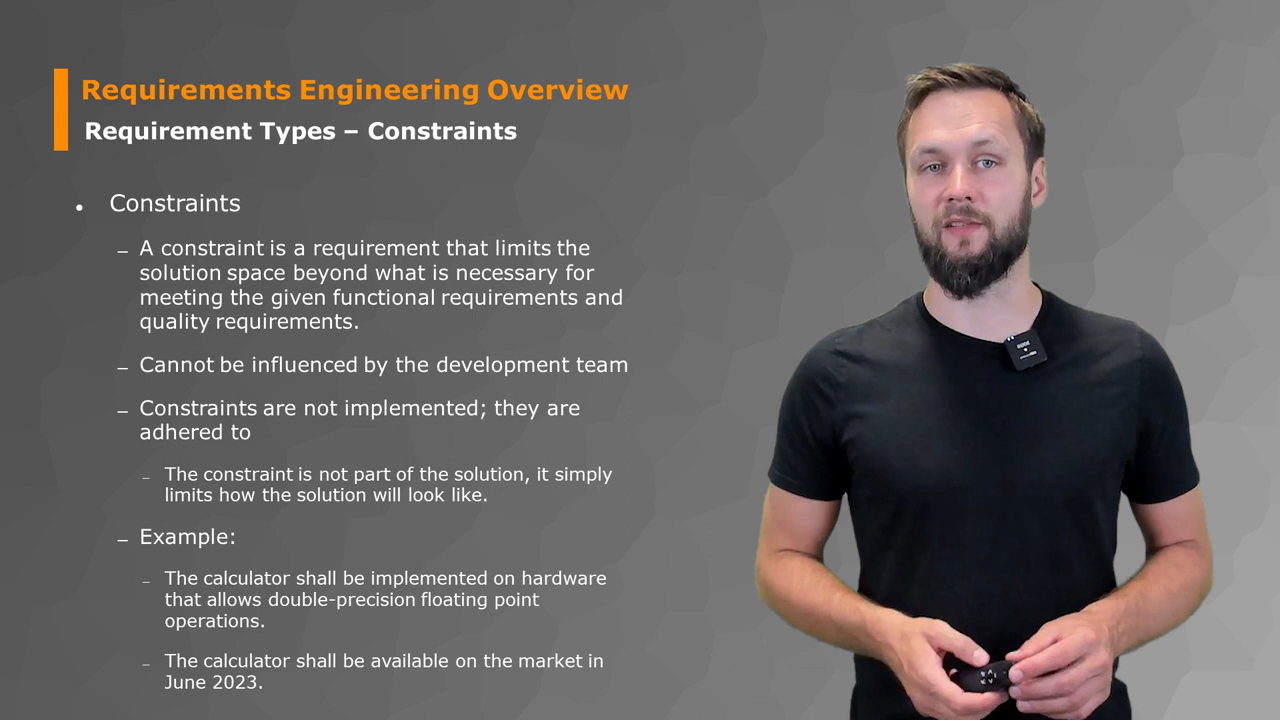 Requirements Engineering Overview
Requirement Types – Constraints
• Constraints
– A constraint is a requirement that limits the
solution space beyond what is necessary for
meeting the given functional requirements and
quality requirements.
– Cannot be influenced by the development team
– Constraints are not implemented; they are
adhered to
– The constraint is not part of the solution, it simply
limits how the solution will look like.
– Example:
– The calculator shall be implemented on hardware
that allows double-precision floating point
operations.
– The calculator shall be available on the market in
June 2023.
RODE